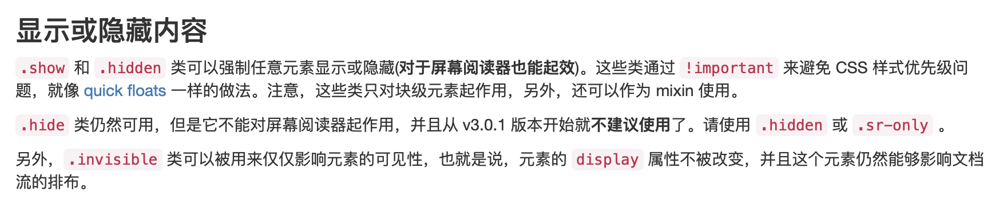 显示或隐藏内容
.show 和 .hidden 类可以强制任意元素显示或隐藏(对于屏幕阅读器也能起效)。这些类通过 !important 来避免 CSS 样式优先级问
题，就像 quick floats 一样的做法。注意，这些类只对块级元素起作用，另外，还可以作为 mixin 使用。
.hide 类仍然可用，但是它不能对屏幕阅读器起作用，并且从 v3.0.1 版本开始就不建议使用了。请使用 .hidden 或 .sr-only 。
另外，.invisible 类可以被用来仅仅影响元素的可见性，也就是说，元素的 display 属性不被改变，并且这个元素仍然能够影响文档
流的排布。